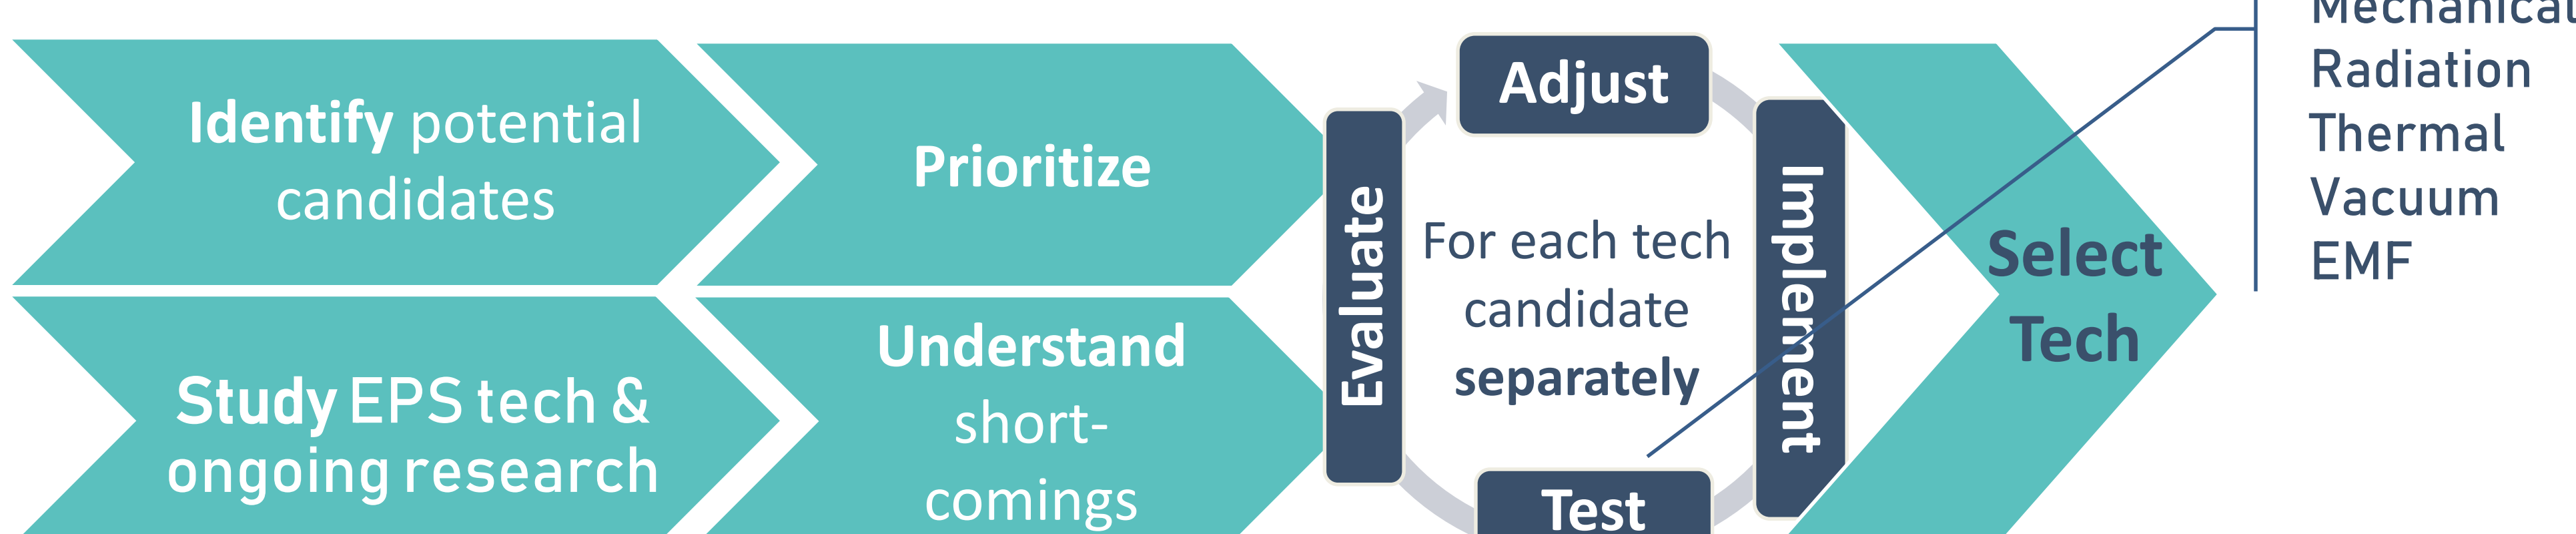 Identify potential
candidates
Prioritize
Study EPS tech &
ongoing research
Understand
short-
comings
Evaluate
Adjust
Implement
Test
For each tech
candidate
separately
Select
Tech
Mechanical
Radiation
Thermal
Vacuum
EMF